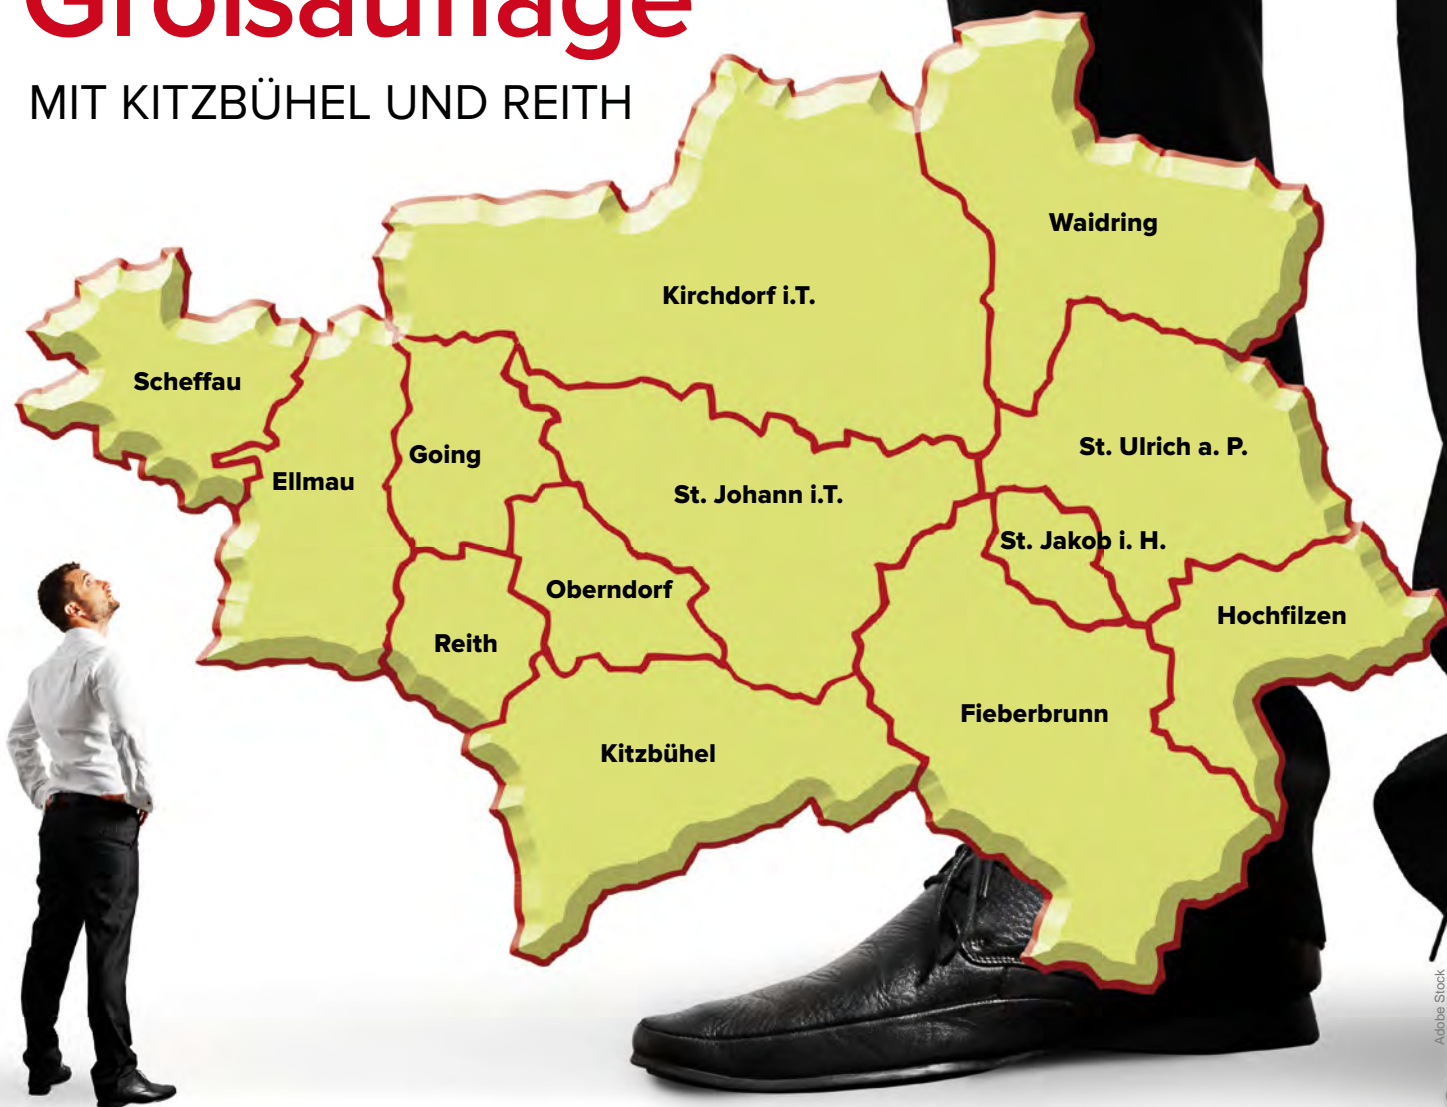 Großauflage
MIT KITZBÜHEL UND REITH
Waidring
Kirchdorf i.T.
Scheffau
Going
St. Ulrich a. P.
Ellmau
St. Johann i.T.
St. Jakob i. H.
Oberndorf
Hochfilzen
Reith
Fieberbrunn
Kitzbühel
Adobe Stock